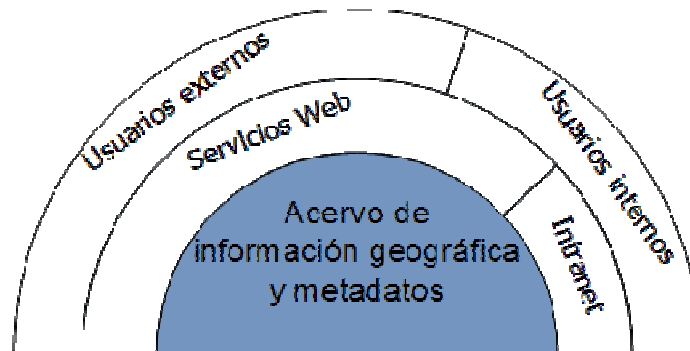 Usuarios externos
Usuarios internos
Servicios Web
Intranet
Acervo de
información geográfica
y metadatos